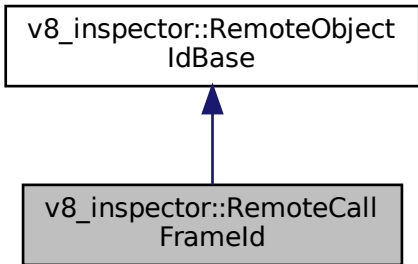 v8_inspector::RemoteObject
IdBase
v8_inspector::RemoteCall
FrameId